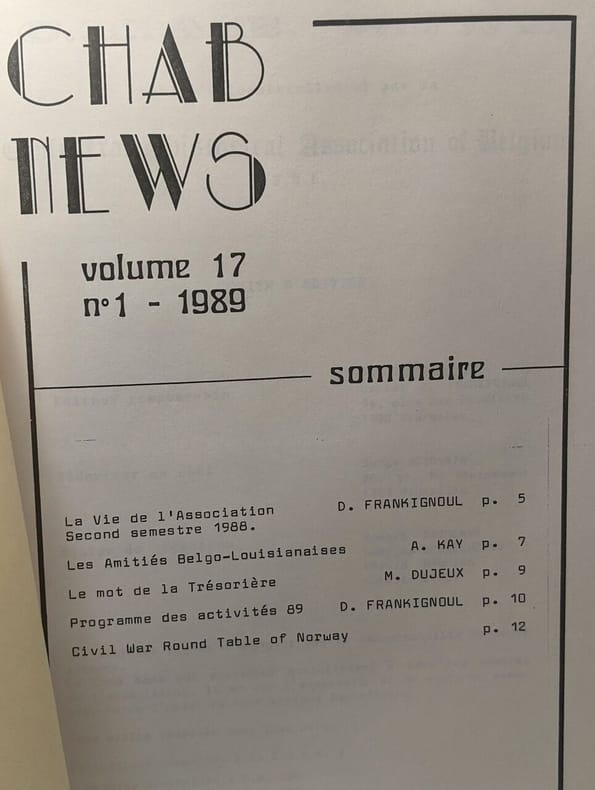 CHAB
NEWS
volume 17
n°1 - 1989
sommaire
La Vie de l'Association D. FRANKIGNOUL p. 5
Second semestre 1988.
Les Amitiés Belgo-Louisianaises A. KAY p. 7
Le mot de la Trésorière M. DUJEUX p. 9
Programme des activités 89 D. FRANKIGNOUL p. 10
Civil War Round Table of Norway p. 12